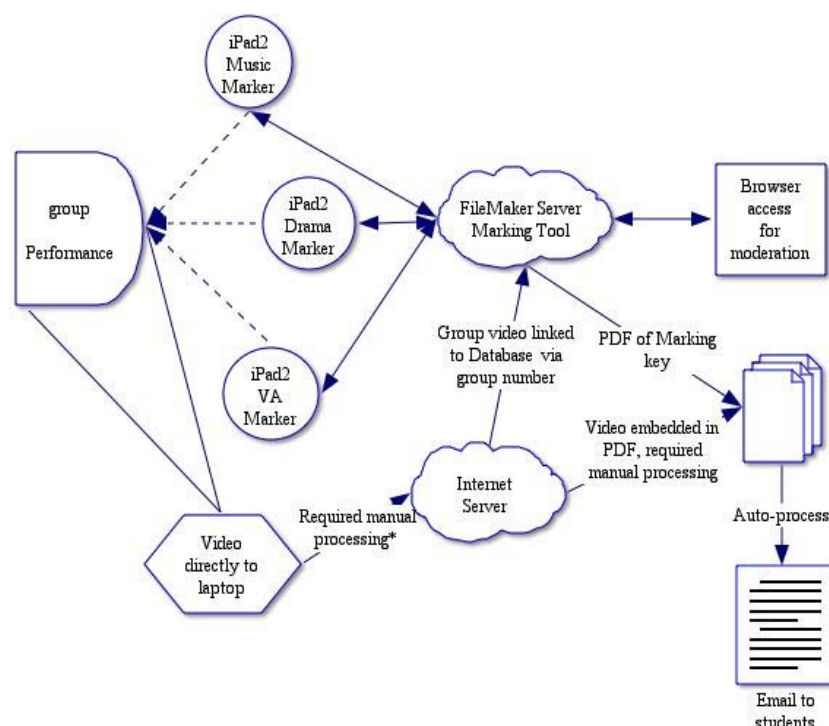 iPad2
Music
Marker
group
Performance
iPad2
Drama
Marker
FileMaker Server
Marking Tool
Browser
access
for
moderation
iPad2
VA
Marker
Group video linked
to Database via
group number
PDF of Marking
key
Video embedded in
PDF, required
manual processing
Internet
Server
Required manual
processing*
Video
directly to
laptop
Auto-process
Email to
students